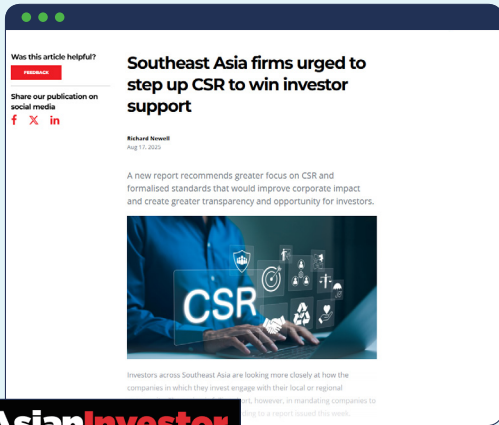 Was this article helpful?
FEEDBACK
Share our publication on
social media
Southeast Asia firms urged to
step up CSR to win investor
support
Richard Newell
Aug 17, 2025
A new report recommends greater focus on CSR and
formalised standards that would improve corporate impact
and create greater transparency and opportunity for investors.
CSR
Investors across Southeast Asia are looking more closely at how the
companies in which they invest engage with their local or regional
however, in mandating companies to
to a report issued this week.
AsianInvestor